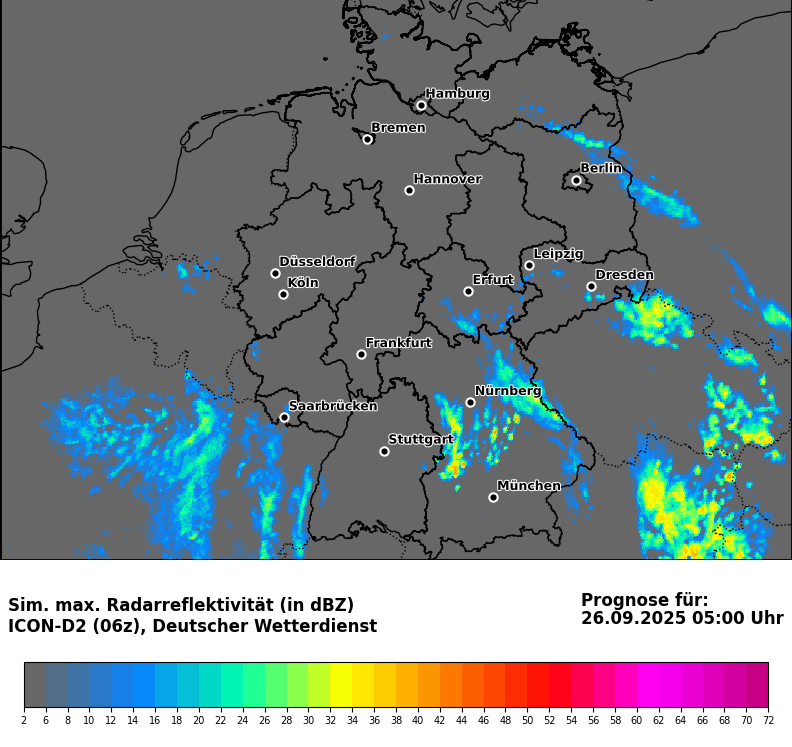 Hamburg
Bremen
Berlin
Hannover
Leipzig
Düsseldorf
Dresden
Erfurt
Köln
Frankfurt
Nürnberg
Saarbrücken
Stuttgart
München
Sim. max. Radarreflektivität (in dBZ)
ICON-D2 (06z), Deutscher Wetterdienst
Prognose für:
26.09.2025 05:00 Uhr
2 6 8 10 12 14 16 18 20 22 24 26 28 30 32 34 36 38 40 42 44 46 48 50 52 54 56 58 60 62 64 66 68 70 72